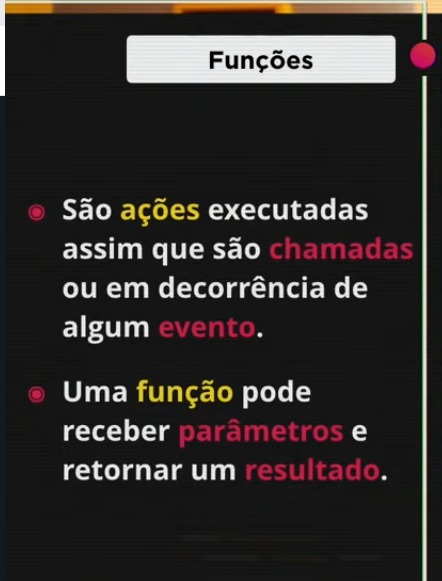 Funções
São ações executadas
assim que são chamadas
ou em decorrência de
algum evento.
Uma função pode
receber parâmetros e
retornar um resultado.